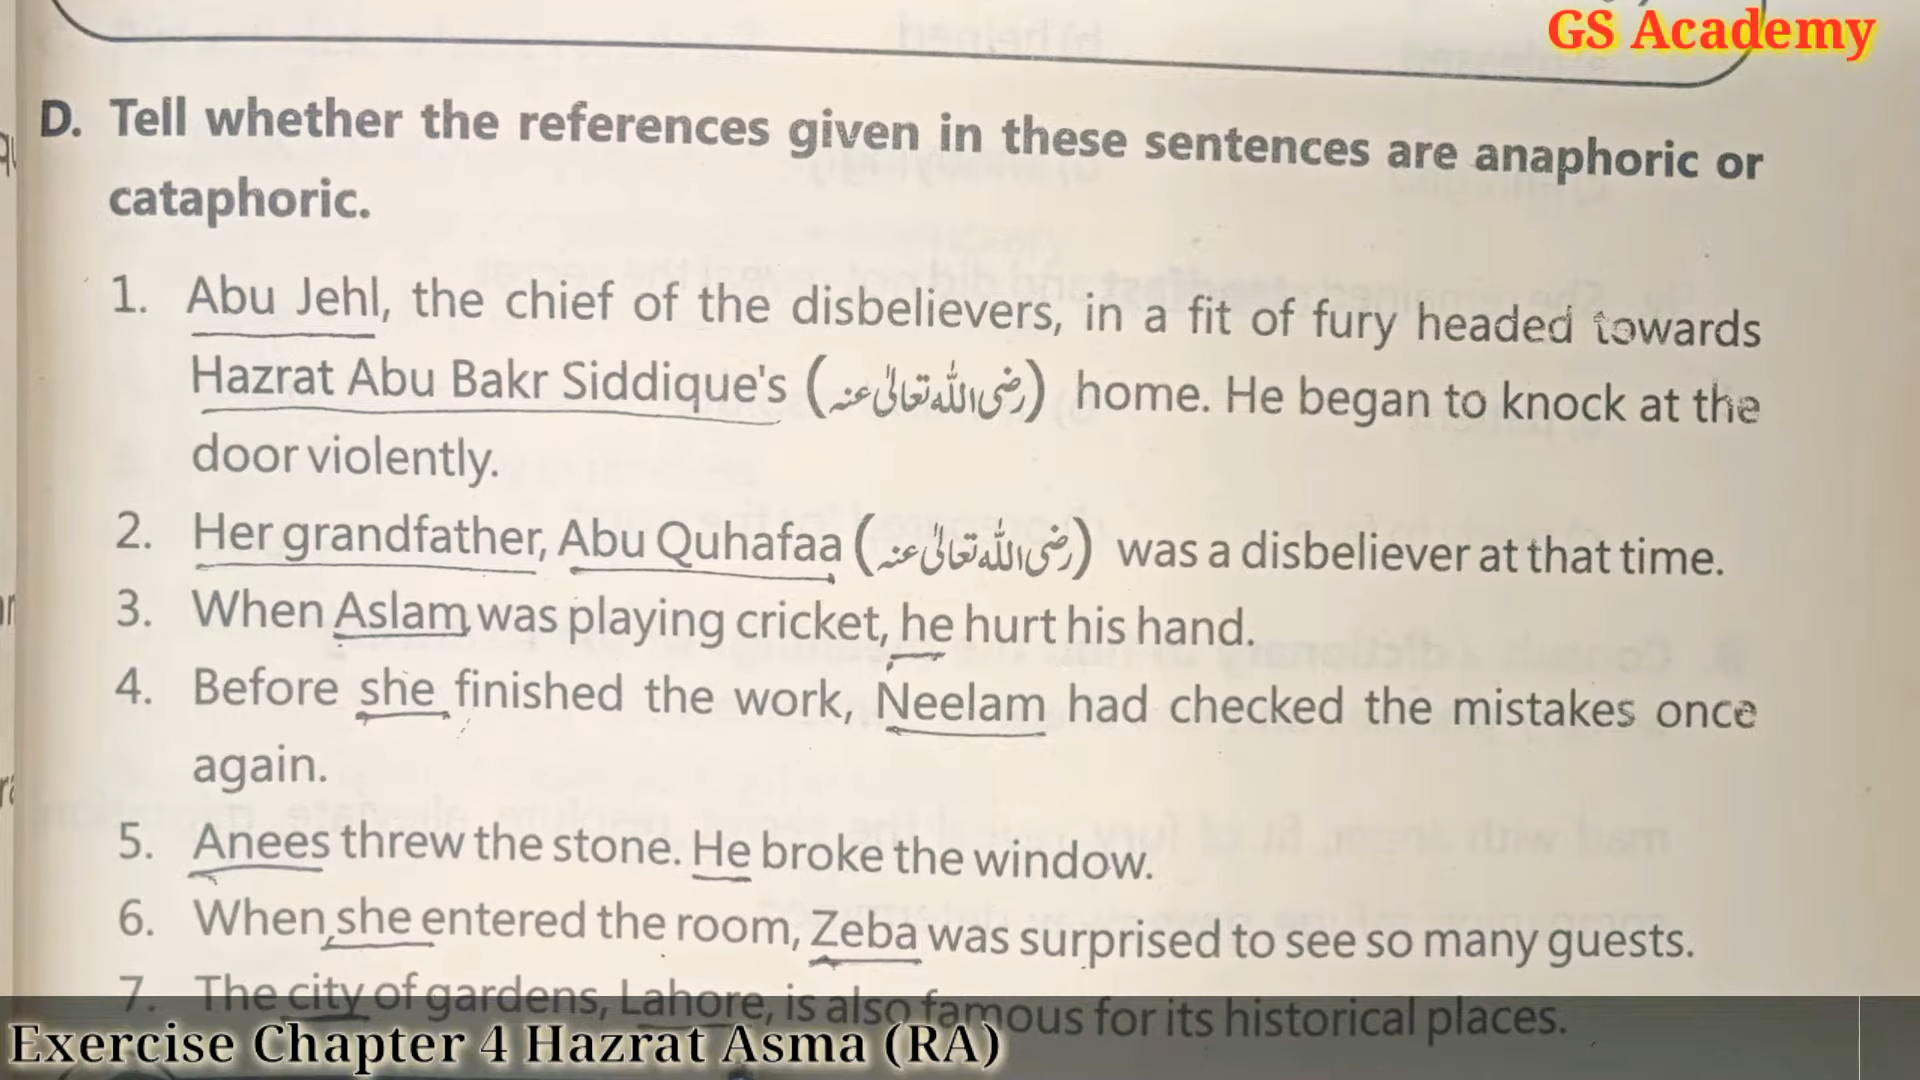 GS Academy
D. Tell whether the references given in these sentences are anaphoric or
cataphoric.
1. Abu Jehl, the chief of the disbelievers, in a fit of fury headed towards
Hazrat Abu Bakr Siddique's (رضی اللہ تعالیٰ عنہ) home. He began to knock at the
door violently.
2. Her grandfather, Abu Quhafaa (رضی اللہ تعالیٰ عنہ) was a disbeliever at that time.
3. When Aslam was playing cricket, he hurt his hand.
4. Before she finished the work, Neelam had checked the mistakes once
again.
5. Anees threw the stone. He broke the window.
6. When she entered the room, Zeba was surprised to see so many guests.
7. The city of gardens, Lahore, is also famous for its historical places.
Exercise Chapter 4 Hazrat Asma (RA)